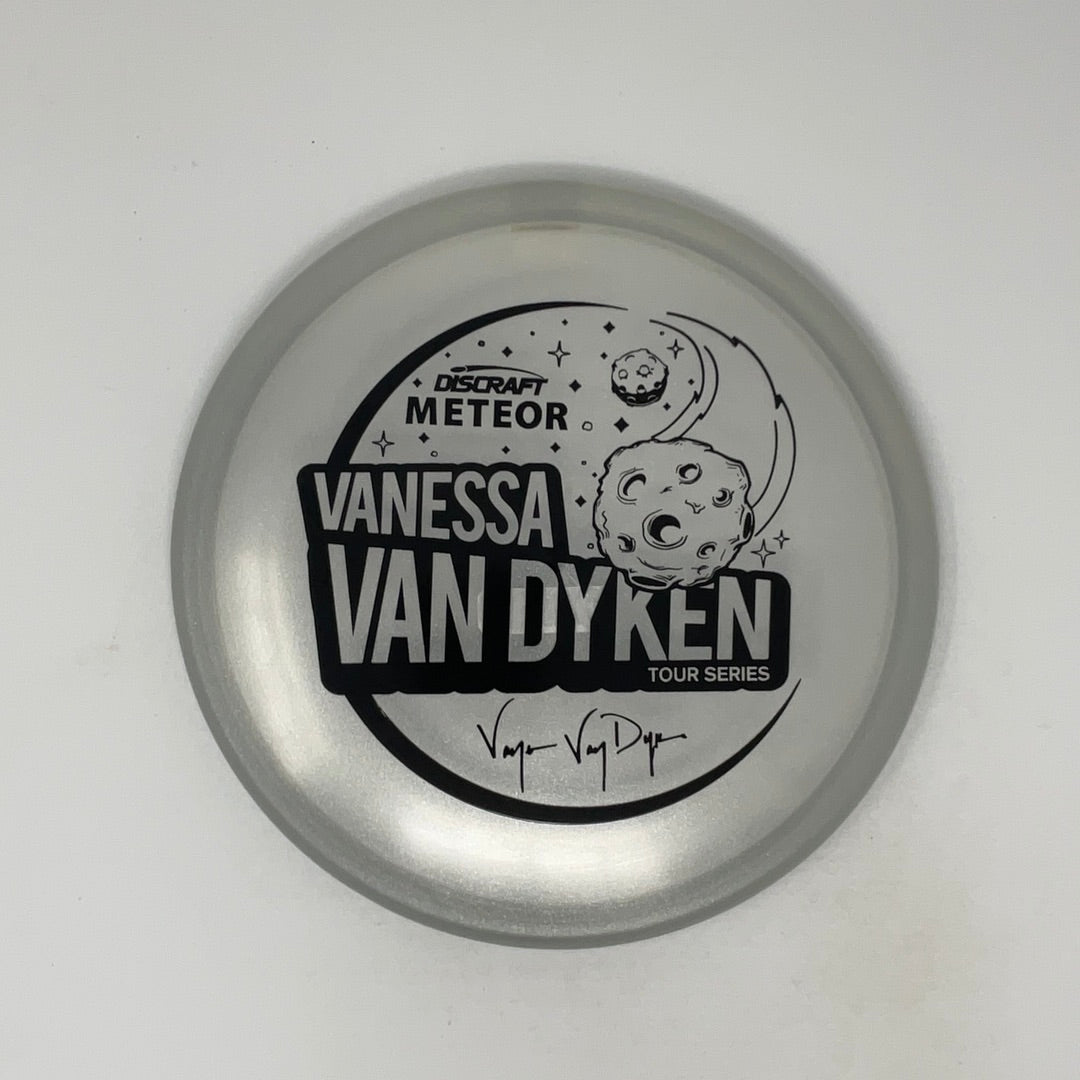 DISCRAFT
METEOR
VANESSA
VAN DYKEN
TOUR SERIES